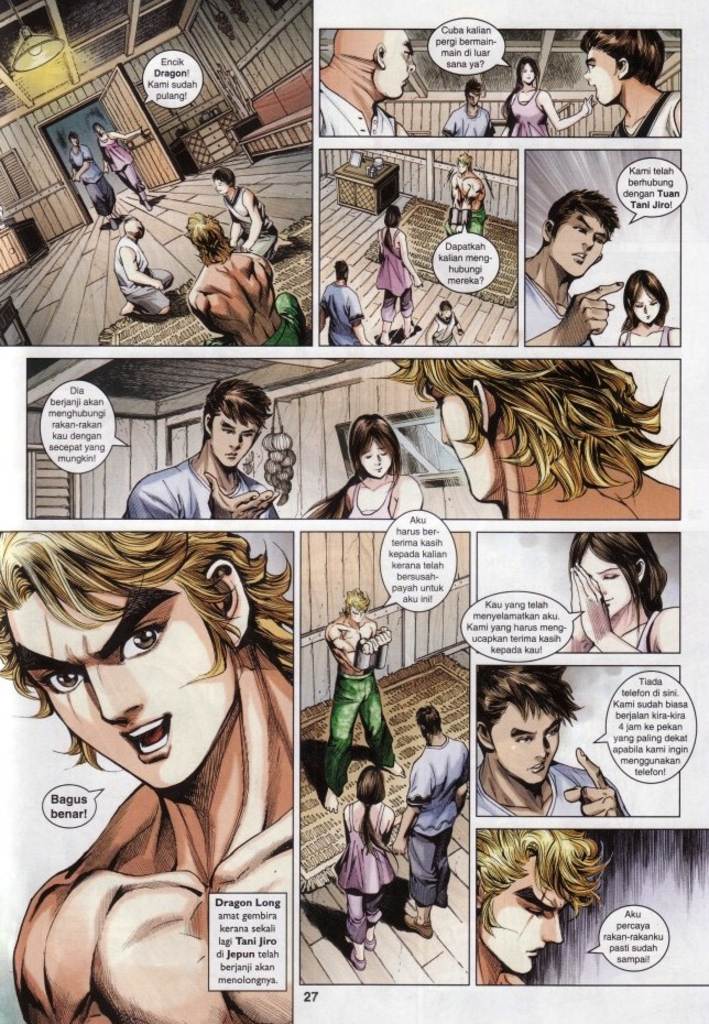 Encik
Dragon!
Kami sudah
pulang!
Cuba kalian
pergi bermain-
main di luar
sana ya?
Dapatkah
kalian meng-
hubungi
mereka?
Kami telah
berhubung
dengan Tuan
Tani Jiro!
Dia
berjanji akan
menghubungi
rakan-rakan
kau dengan
secepat yang
mungkin!
Bagus
benar!
Dragon Long
amat gembira
kerana sekali
lagi Tani Jiro
di Jepun telah
berjanji akan
menolongnya.
Aku
harus ber-
terima kasih
kepada kalian
kerana telah
bersusah-
payah untuk
aku ini!
Kau yang telah
menyelamatkan aku.
Kami yang harus meng-
ucapkan terima kasih
kepada kau!
Tiada
telefon di sini.
Kami sudah biasa
berjalan kira-kira
4 jam ke pekan
yang paling dekat
apabila kami ingin
menggunakan
telefon!
Aku
percaya
rakan-rakanku
pasti sudah
sampai!
27